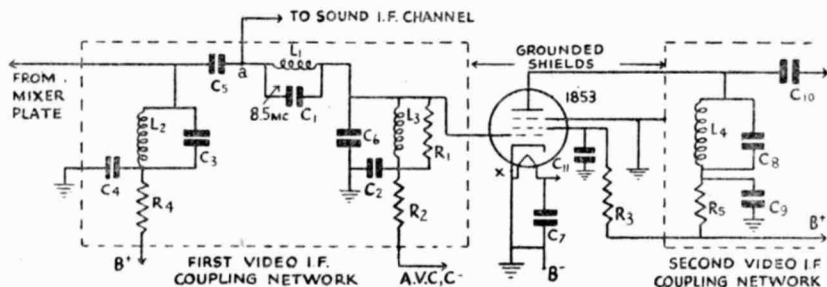 TO SOUND I.F. CHANNEL
FROM
MIXER
PLATE
C5
a
L1
8.5MC
C1
GROUNDED
SHIELDS
1853
C10
L2
C3
C4
R4
B+
C6
C2
L3
R1
R2
A.V.C, C-
X
C11
C7
B-
R3
L4
C8
R5
C9
B+
FIRST VIDEO I.F.
COUPLING NETWORK
SECOND VIDEO I.F.
COUPLING NETWORK